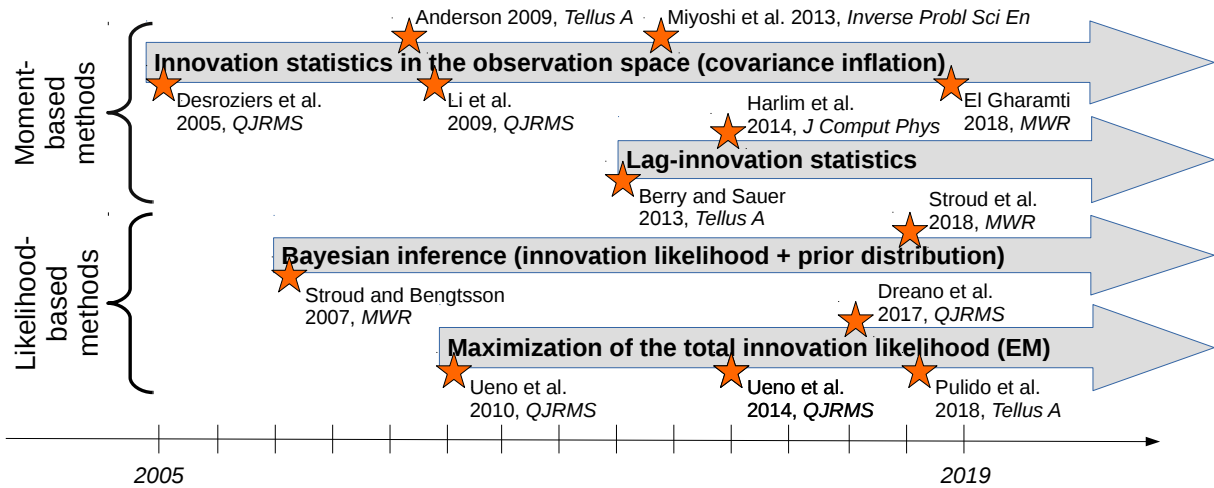 Moment-
based
methods
Anderson 2009, Tellus A
Miyoshi et al. 2013, Inverse Probl Sci En
Innovation statistics in the observation space (covariance inflation)
Desroziers et al.
2005, QJRMS
Li et al.
2009, QJRMS
Harlim et al.
2014, J Comput Phys
El Gharamti
2018, MWR
Lag-innovation statistics
Berry and Sauer
2013, Tellus A
Likelihood-
based
methods
Stroud et al.
2018, MWR
Bayesian inference (innovation likelihood + prior distribution)
Stroud and Bengtsson
2007, MWR
Dreano et al.
2017, QJRMS
Maximization of the total innovation likelihood (EM)
Ueno et al.
2010, QJRMS
Ueno et al.
2014, QJRMS
Pulido et al.
2018, Tellus A
2005
2019